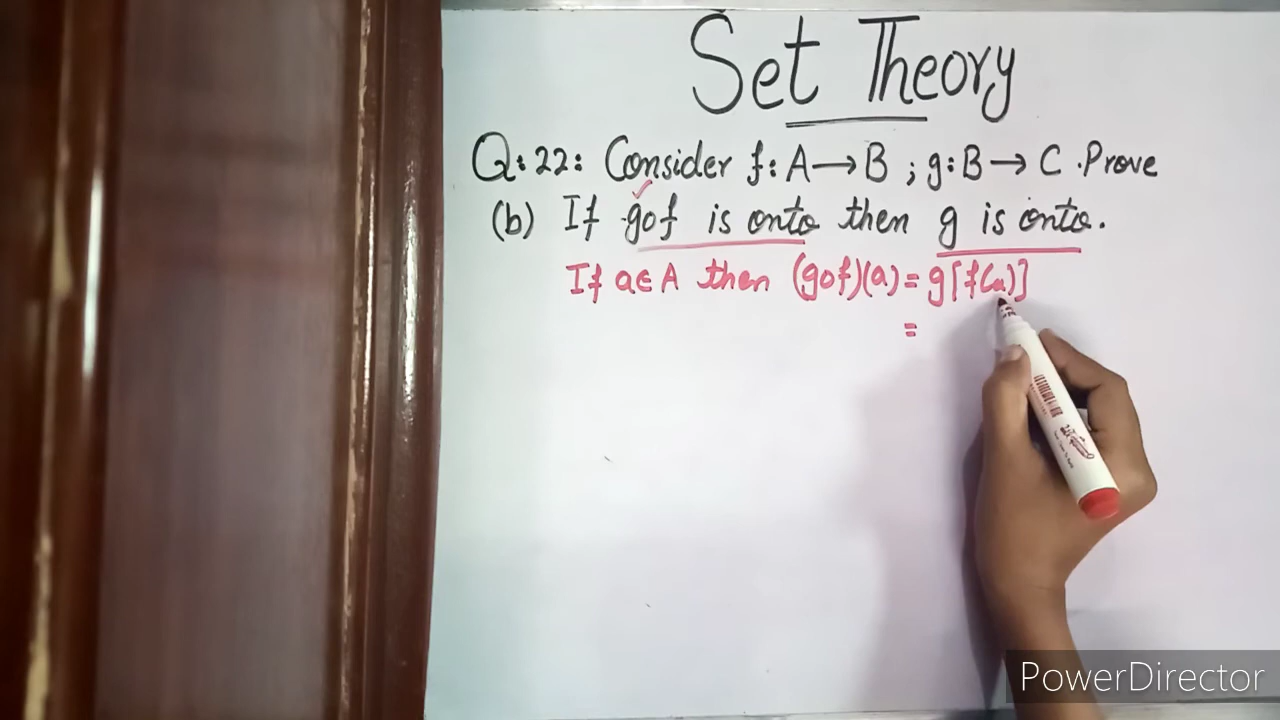 Set Theory
Q:22: Consider f: A→B ; g: B→ C . Prove
(b) If gof is onto then g is onto.
If a∈A then (gof)(a) = g[f(a)]
=
PowerDirector